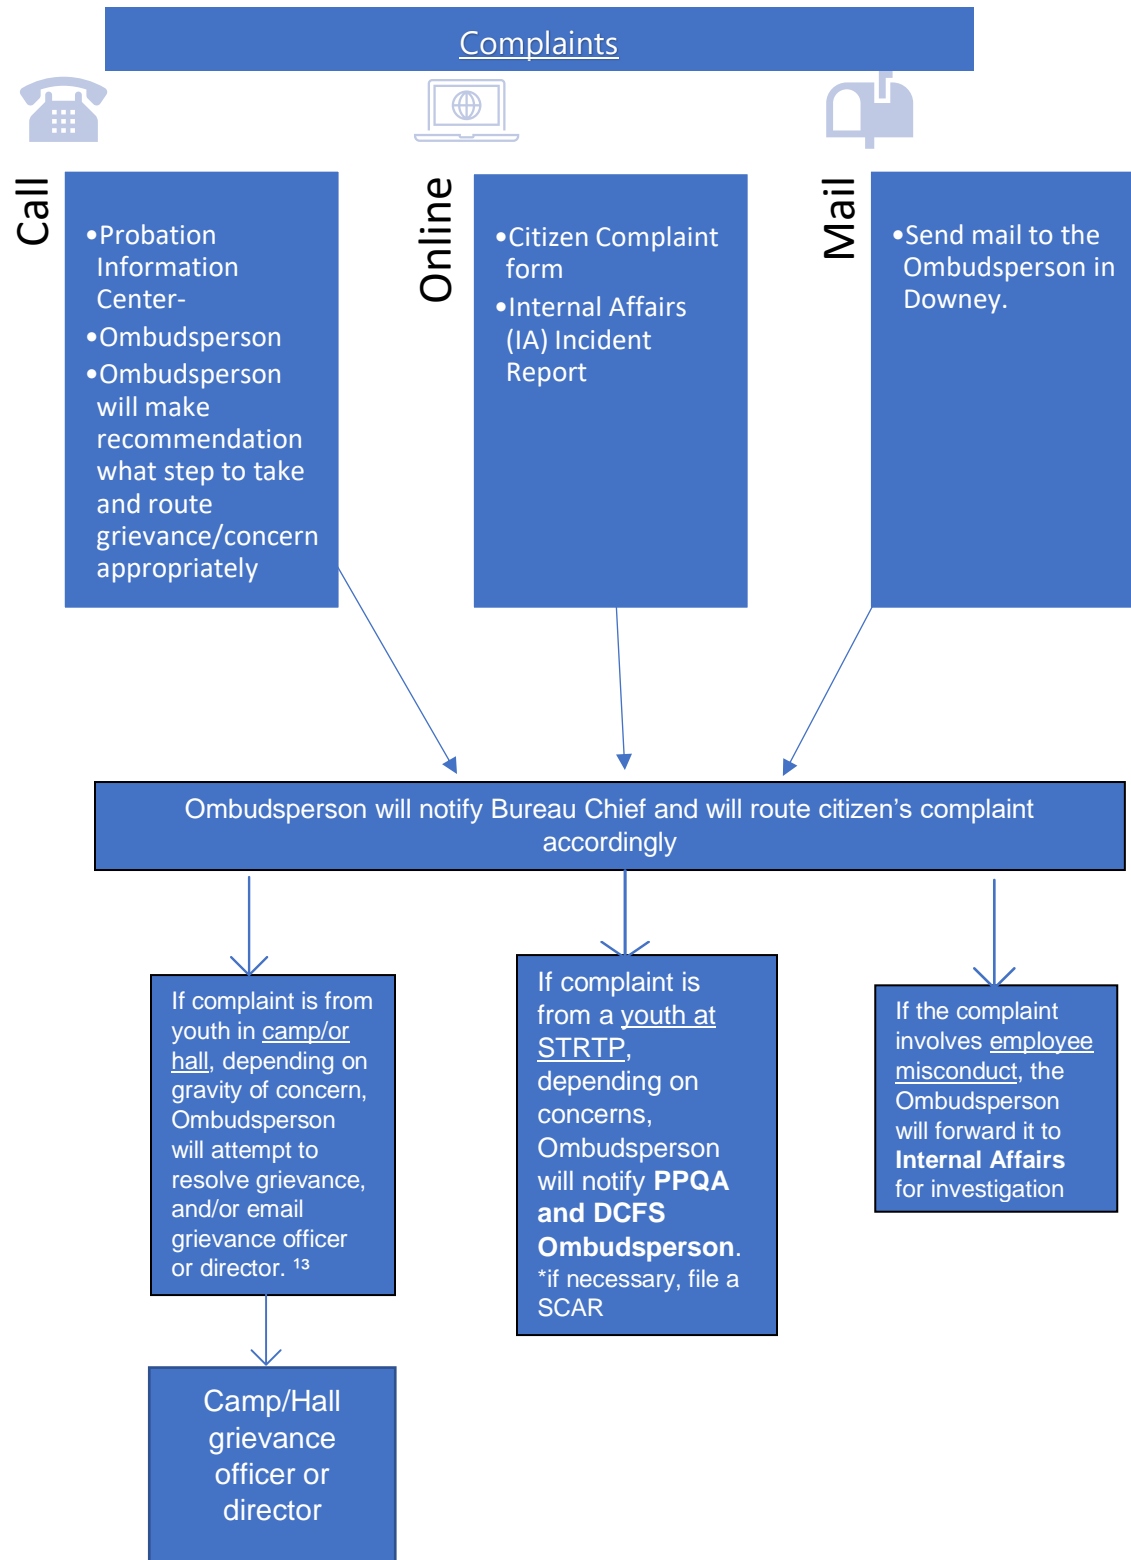 Complaints
Call
•Probation
Information
Center-
•Ombudsperson
•Ombudsperson
will make
recommendation
what step to take
and route
grievance/concern
appropriately
Online
•Citizen Complaint
form
•Internal Affairs
(IA) Incident
Report
Mail
•Send mail to the
Ombudsperson in
Downey.
Ombudsperson will notify Bureau Chief and will route citizen’s complaint
accordingly
If complaint is from
youth in camp/or
hall, depending on
gravity of concern,
Ombudsperson
will attempt to
resolve grievance,
and/or email
grievance officer
or director. ¹³
If complaint is
from a youth at
STRTP,
depending on
concerns,
Ombudsperson
will notify PPQA
and DCFS
Ombudsperson.
*if necessary, file a
SCAR
If the complaint
involves employee
misconduct, the
Ombudsperson
will forward it to
Internal Affairs
for investigation
Camp/Hall
grievance
officer or
director